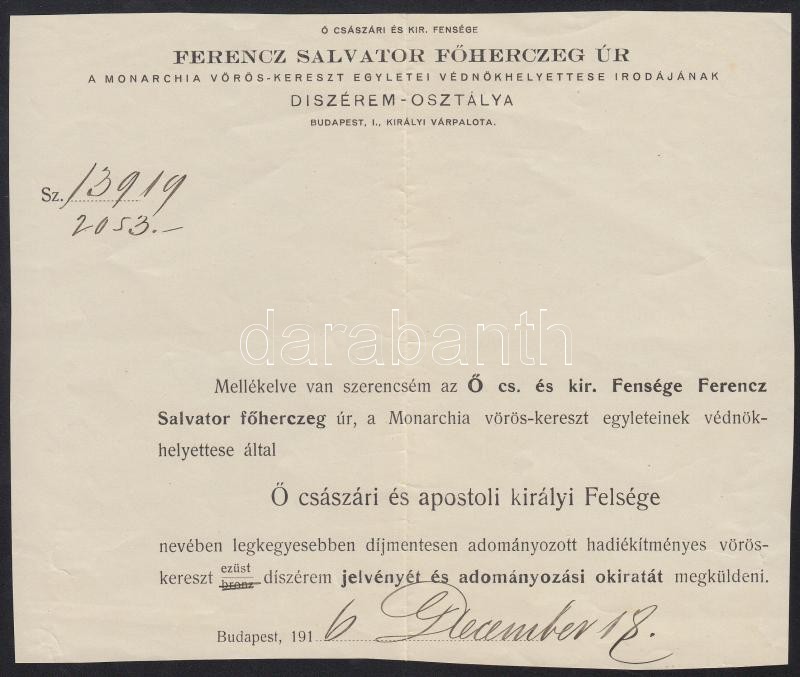 Ő CSÁSZÁRI ÉS KIR. FENSÉGE
FERENCZ SALVATOR FŐHERCZEG ÚR
A MONARCHIA VÖRÖS-KERESZT EGYLETEI VÉDNÖKHELYETTESE IRODÁJÁNAK
DISZÉREM-OSZTÁLYA
BUDAPEST, I., KIRÁLYI VÁRPALOTA.
Sz. 13919
2053.—
darabanth
Mellékelve van szerencsém az Ő cs. és kir. Fensége Ferencz
Salvator főherczeg úr, a Monarchia vörös-kereszt egyleteinek védnök-
helyettese által
Ő császári és apostoli királyi Felsége
nevében legkegyesebben díjmentesen adományozott hadiékítményes vörös-
kereszt ezüst bronz díszérem jelvényét és adományozási okiratát megküldeni.
Budapest, 1916 December 18.